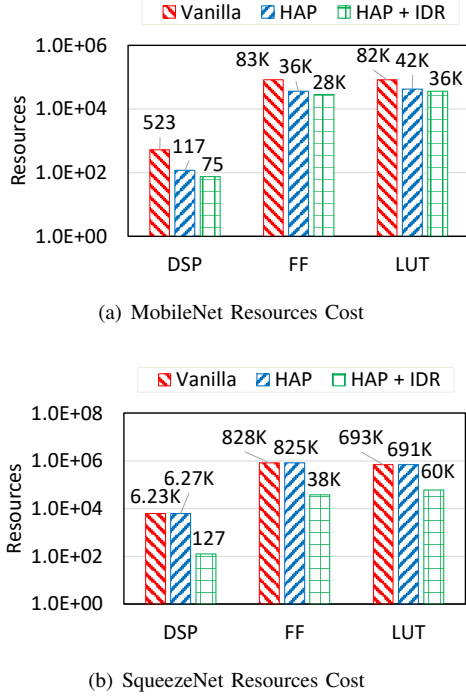 Vanilla HAP HAP + IDR
1.0E+06
1.0E+04
1.0E+02
1.0E+00
Resources
523
117
75
83K
36K
28K
82K
42K
36K
DSP FF LUT
(a) MobileNet Resources Cost
Vanilla HAP HAP + IDR
1.0E+08
1.0E+06
1.0E+04
1.0E+02
1.0E+00
Resources
6.23K
6.27K
127
828K
825K
38K
693K
691K
60K
DSP FF LUT
(b) SqueezeNet Resources Cost